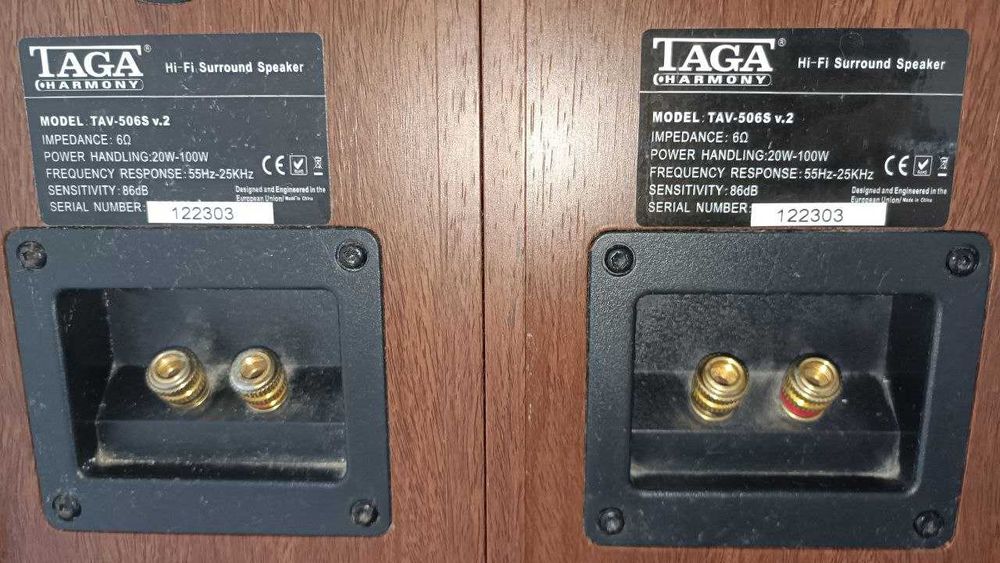 TAGA®
HARMONY
Hi-Fi Surround Speaker
MODEL TAV-506S v.2
IMPEDANCE: 6Ω
POWER HANDLING:20W-100W
FREQUENCY RESPONSE: 55Hz-25KHz
SENSITIVITY: 86dB
SERIAL NUMBER:
122303
CE
Designed and Engineered in the
European Union/ Made in China
TAGA®
HARMONY
Hi-Fi Surround Speaker
MODEL TAV-506S v.2
IMPEDANCE: 6Ω
POWER HANDLING:20W-100W
FREQUENCY RESPONSE: 55Hz-25KHz
SENSITIVITY: 86dB
SERIAL NUMBER:
122303
CE
Designed and Engineered in the
European Union/ Made in China